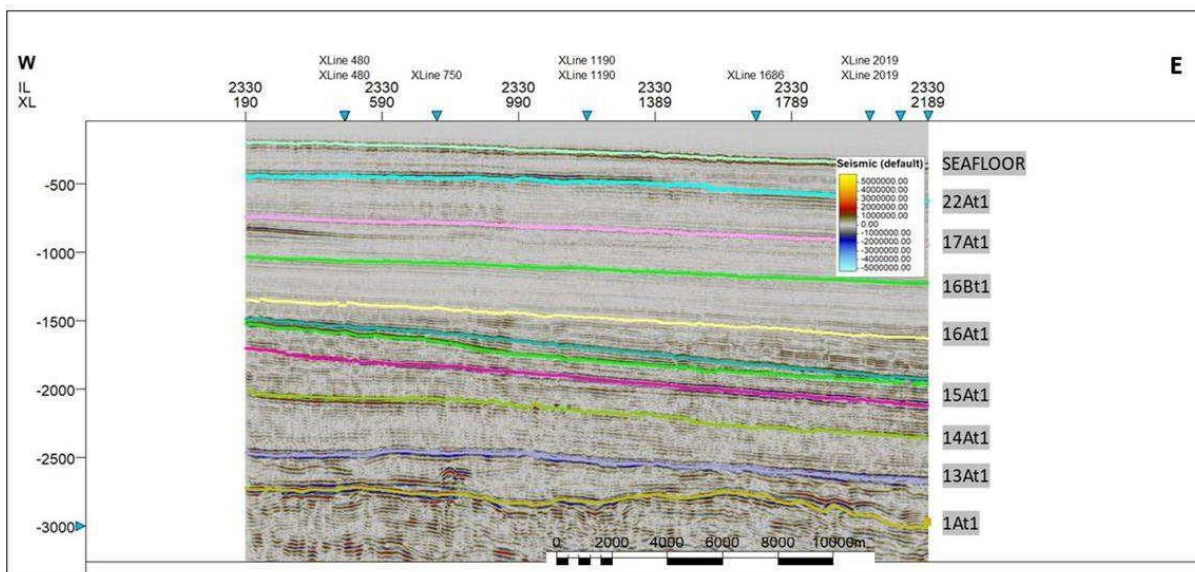 W
E
XLine 480
XLine 1190
XLine 2019
XLine 480
XLine 750
XLine 1190
XLine 1686
XLine 2019
IL 2330 2330 2330 2330 2330 2330
XL 190 590 990 1389 1789 2189
Seismic (default)
5000000.00
4000000.00
3000000.00
2000000.00
1000000.00
0.00
-1000000.00
-2000000.00
-3000000.00
-4000000.00
-5000000.00
SEAFLOOR
-500
22At1
17At1
-1000
16Bt1
-1500
16At1
-2000
15At1
14At1
-2500
13At1
-3000
1At1
0 2000 4000 6000 8000 10000m